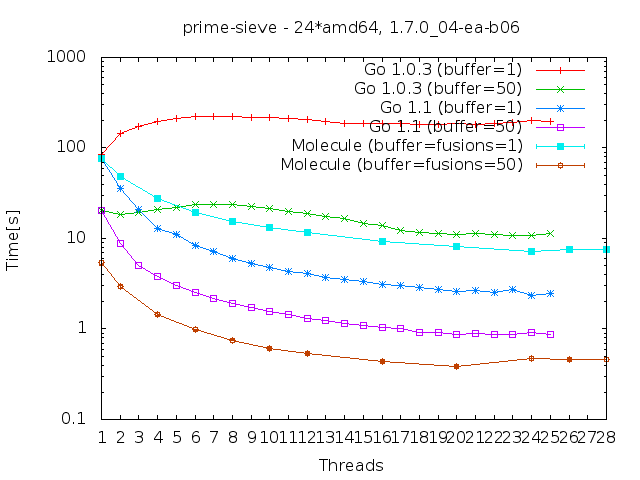 prime-sieve - 24*amd64, 1.7.0_04-ea-b06
1000
100
10
1
0.1
Time[s]
Go 1.0.3 (buffer=1)
Go 1.0.3 (buffer=50)
Go 1.1 (buffer=1)
Go 1.1 (buffer=50)
Molecule (buffer=fusions=1)
Molecule (buffer=fusions=50)
1 2 3 4 5 6 7 8 9 10 11 12 13 14 15 16 17 18 19 20 21 22 23 24 25 26 27 28
Threads